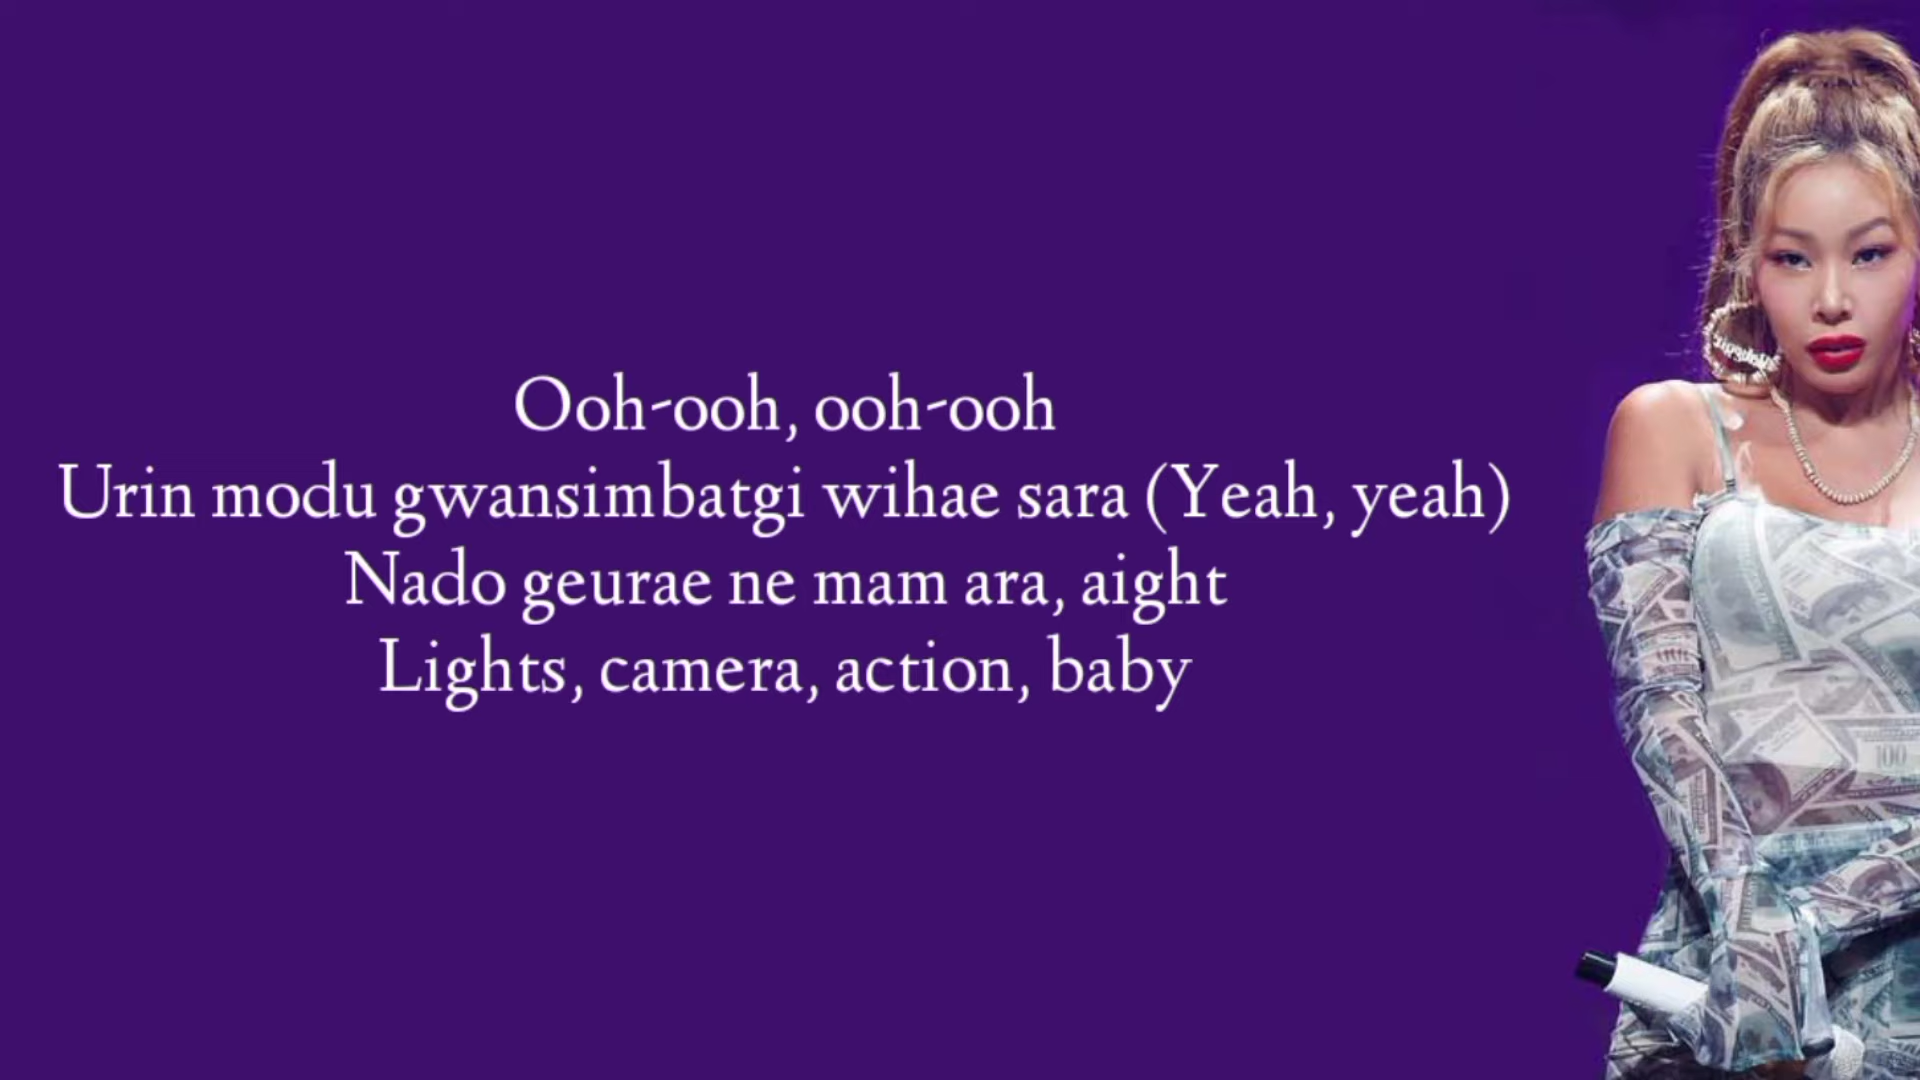 Ooh-ooh, ooh-ooh
Urin modu gwansimbatgi wihae sara (Yeah, yeah)
Nado geurae ne mam ara, aight
Lights, camera, action, baby
100